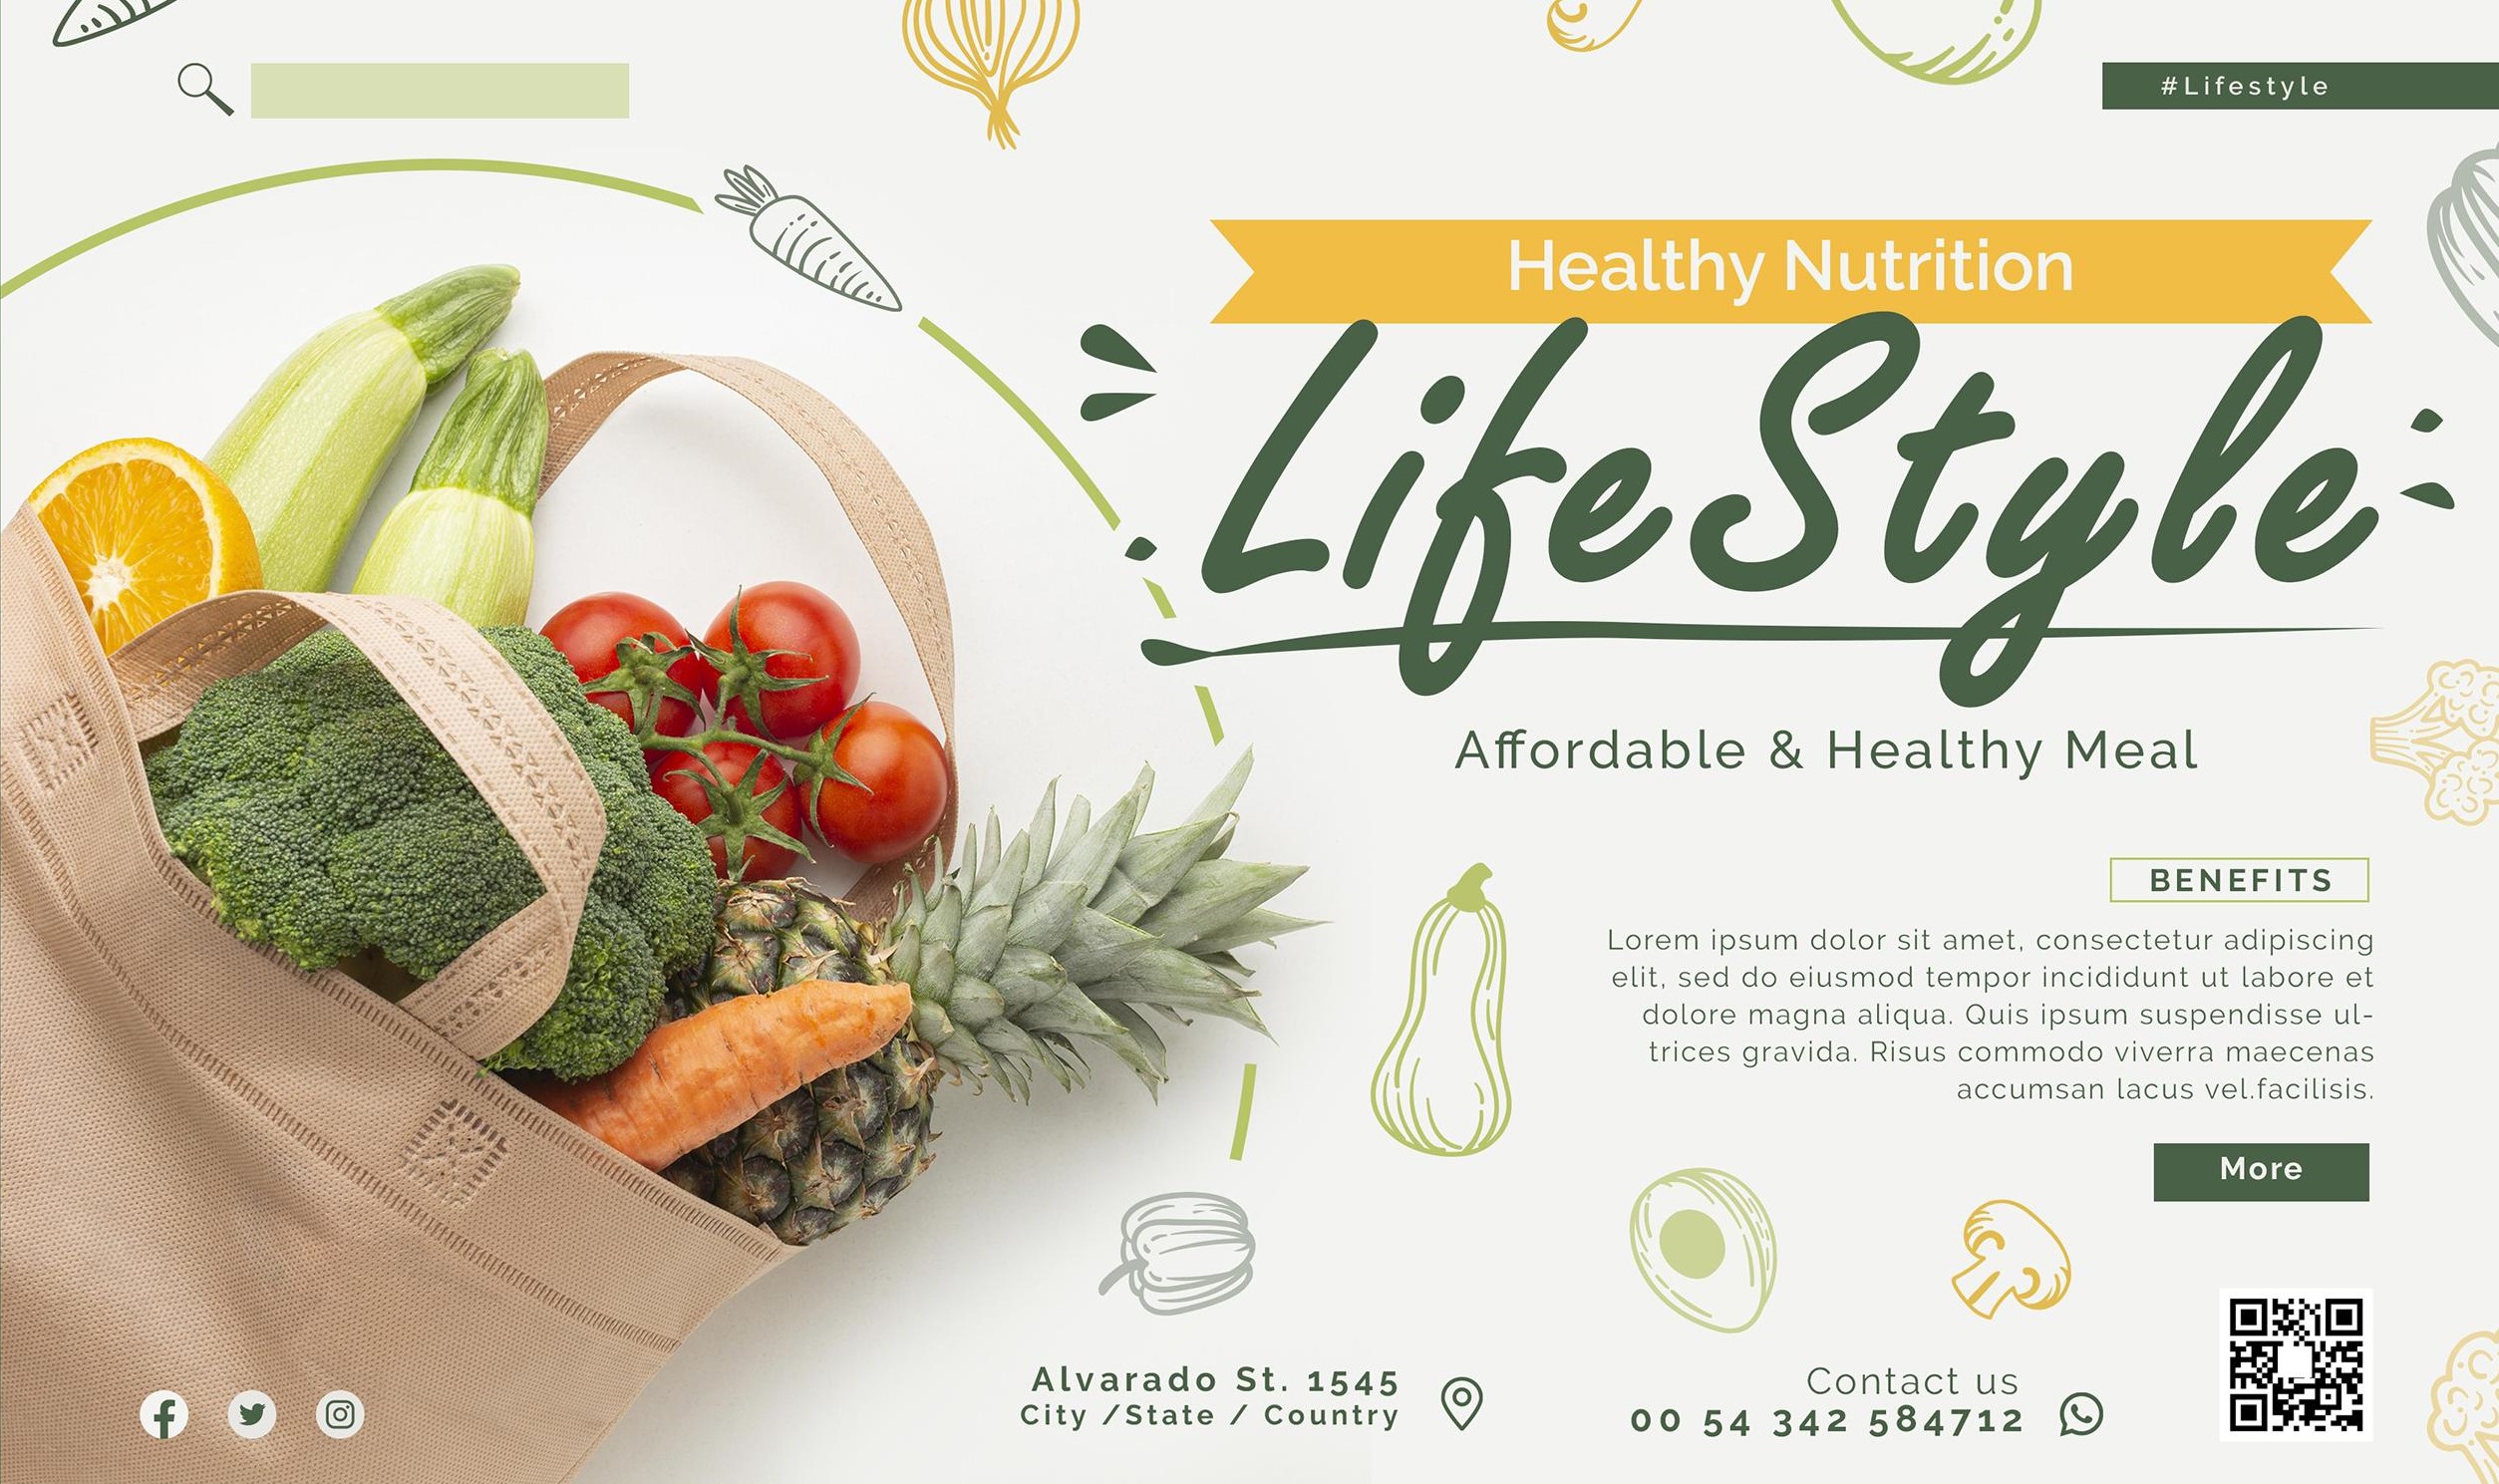 #Lifestyle
Healthy Nutrition
LifeStyle
Affordable & Healthy Meal
BENEFITS
Lorem ipsum dolor sit amet, consectetur adipiscing
elit, sed do eiusmod tempor incididunt ut labore et
dolore magna aliqua. Quis ipsum suspendisse ul-
trices gravida. Risus commodo viverra maecenas
accumsan lacus vel.facilisis.
More
Alvarado St. 1545
City /State / Country
Contact us
00 54 342 584712